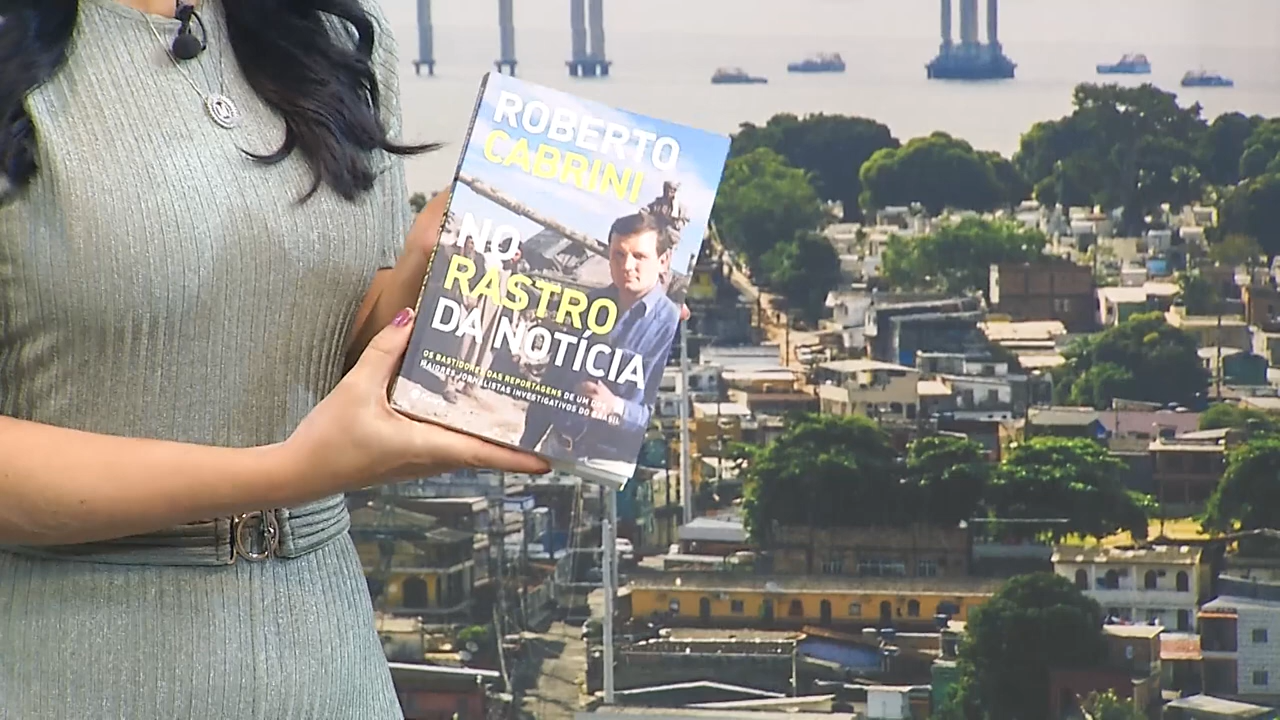 ROBERTO
CABRINI
NO
RASTRO
DA NOTÍCIA
OS BASTIDORES DAS REPORTAGENS DE UM DOS
MAIORES JORNALISTAS INVESTIGATIVOS DO BRASIL
M